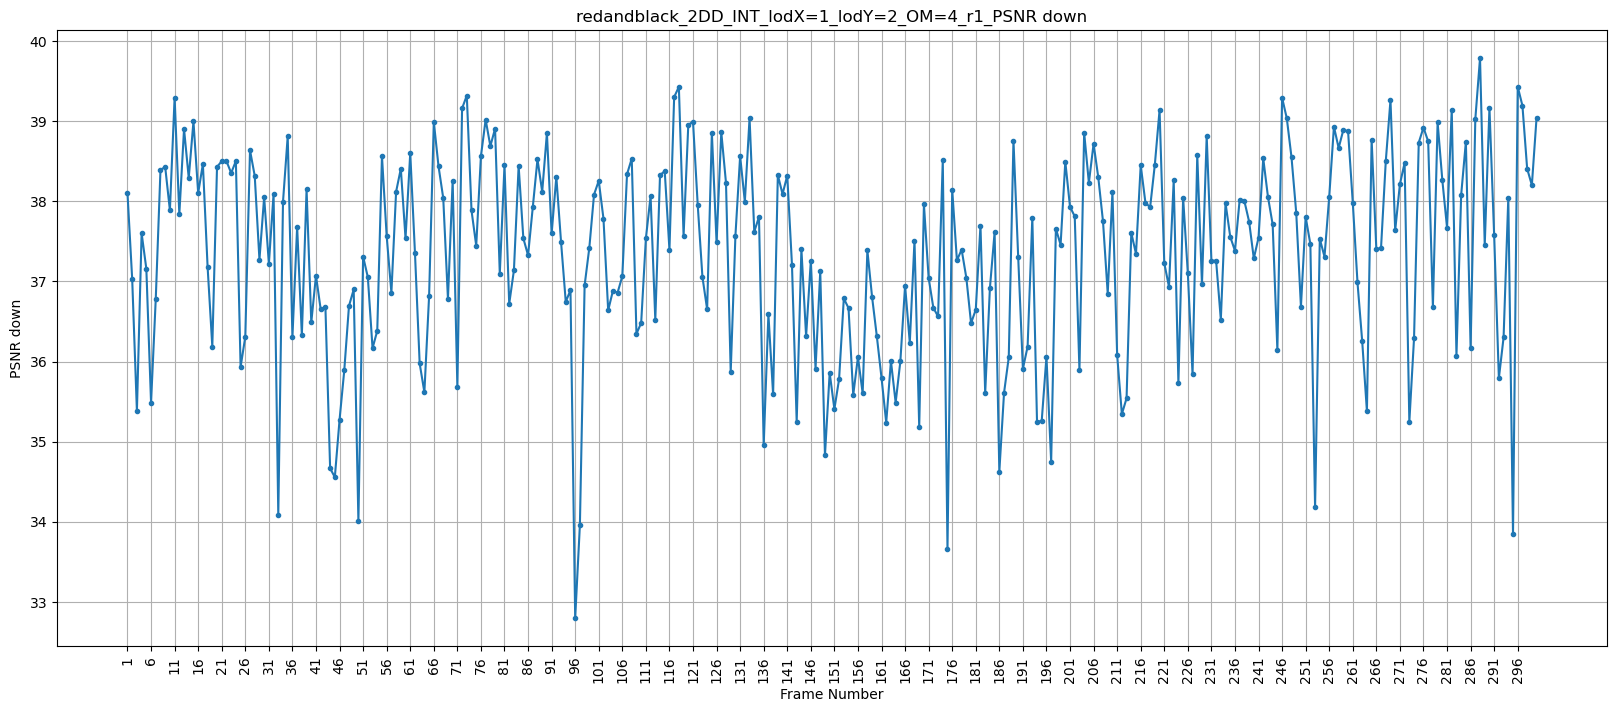 redandblack_2DD_INT_lodX=1_lodY=2_OM=4_r1_PSNR down
40
39
38
37
36
35
34
33
PSNR down
1 6 11 16 21 26 31 36 41 46 51 56 61 66 71 76 81 86 91 96 101 106 111 116 121 126 131 136 141 146 151 156 161 166 171 176 181 186 191 196 201 206 211 216 221 226 231 236 241 246 251 256 261 266 271 276 281 286 291 296
Frame Number